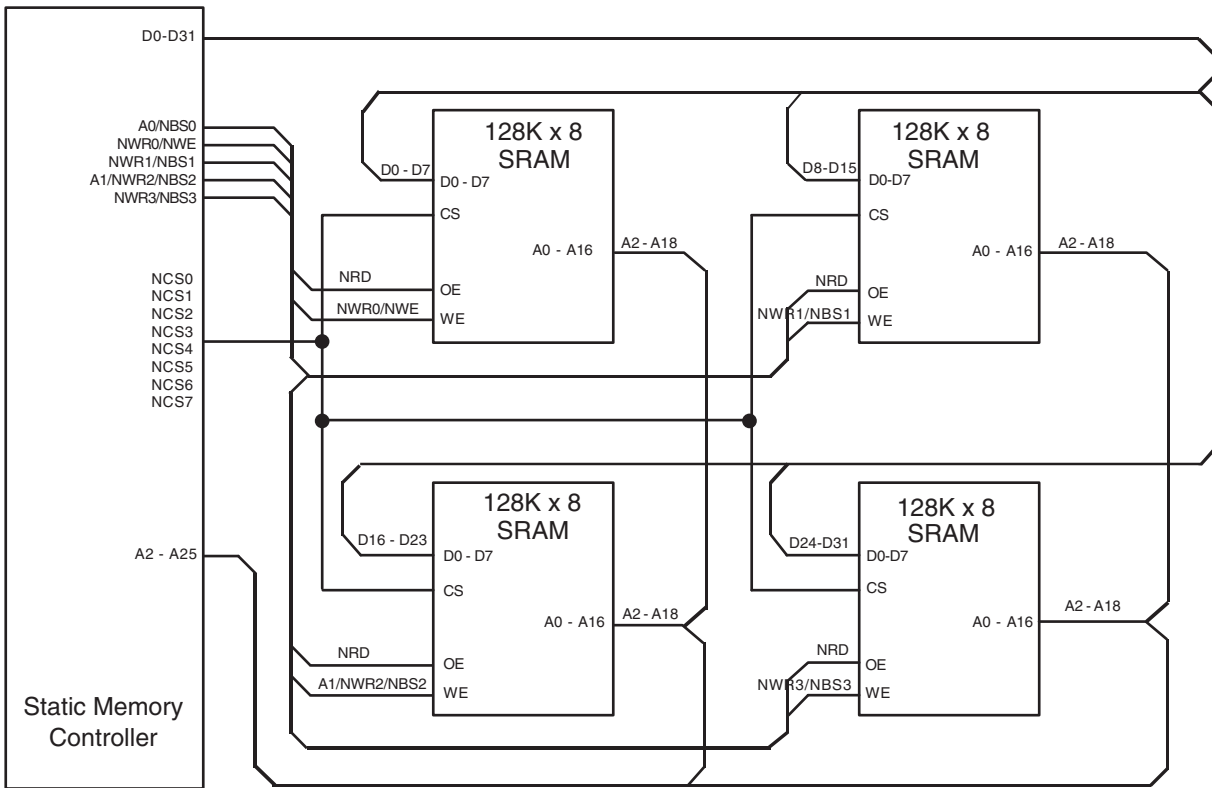 D0-D31
A0/NBS0
NWR0/NWE
NWR1/NBS1
A1/NWR2/NBS2
NWR3/NBS3
NCS0
NCS1
NCS2
NCS3
NCS4
NCS5
NCS6
NCS7
A2 - A25
Static Memory
Controller
128K x 8
SRAM
D0 - D7
D0 - D7
CS
A0 - A16
A2 - A18
NRD
OE
NWR0/NWE
WE
128K x 8
SRAM
D8-D15
D0-D7
CS
A0 - A16
A2 - A18
NRD
OE
NWR1/NBS1
WE
128K x 8
SRAM
D16 - D23
D0 - D7
CS
A0 - A16
A2 - A18
NRD
OE
A1/NWR2/NBS2
WE
128K x 8
SRAM
D24-D31
D0-D7
CS
A0 - A16
A2 - A18
NRD
OE
NWR3/NBS3
WE